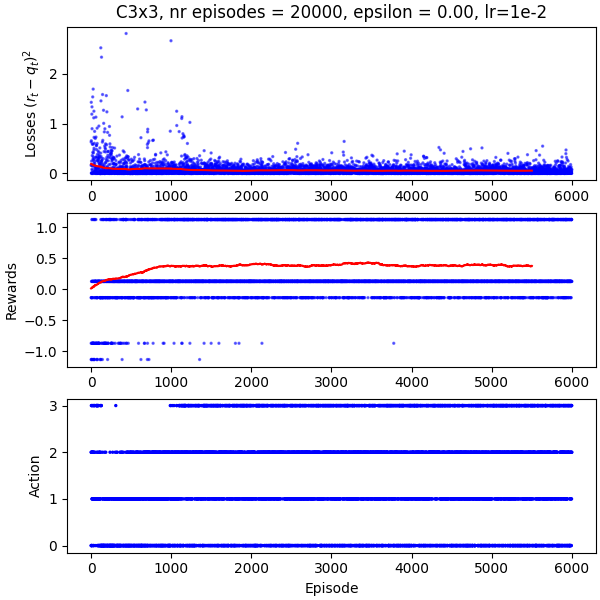 C3x3, nr episodes = 20000, epsilon = 0.00, lr=1e-2
Losses $(r_t - q_t)^2$
2
1
0
0 1000 2000 3000 4000 5000 6000
Rewards
1.0
0.5
0.0
−0.5
−1.0
0 1000 2000 3000 4000 5000 6000
Action
3
2
1
0
0 1000 2000 3000 4000 5000 6000
Episode